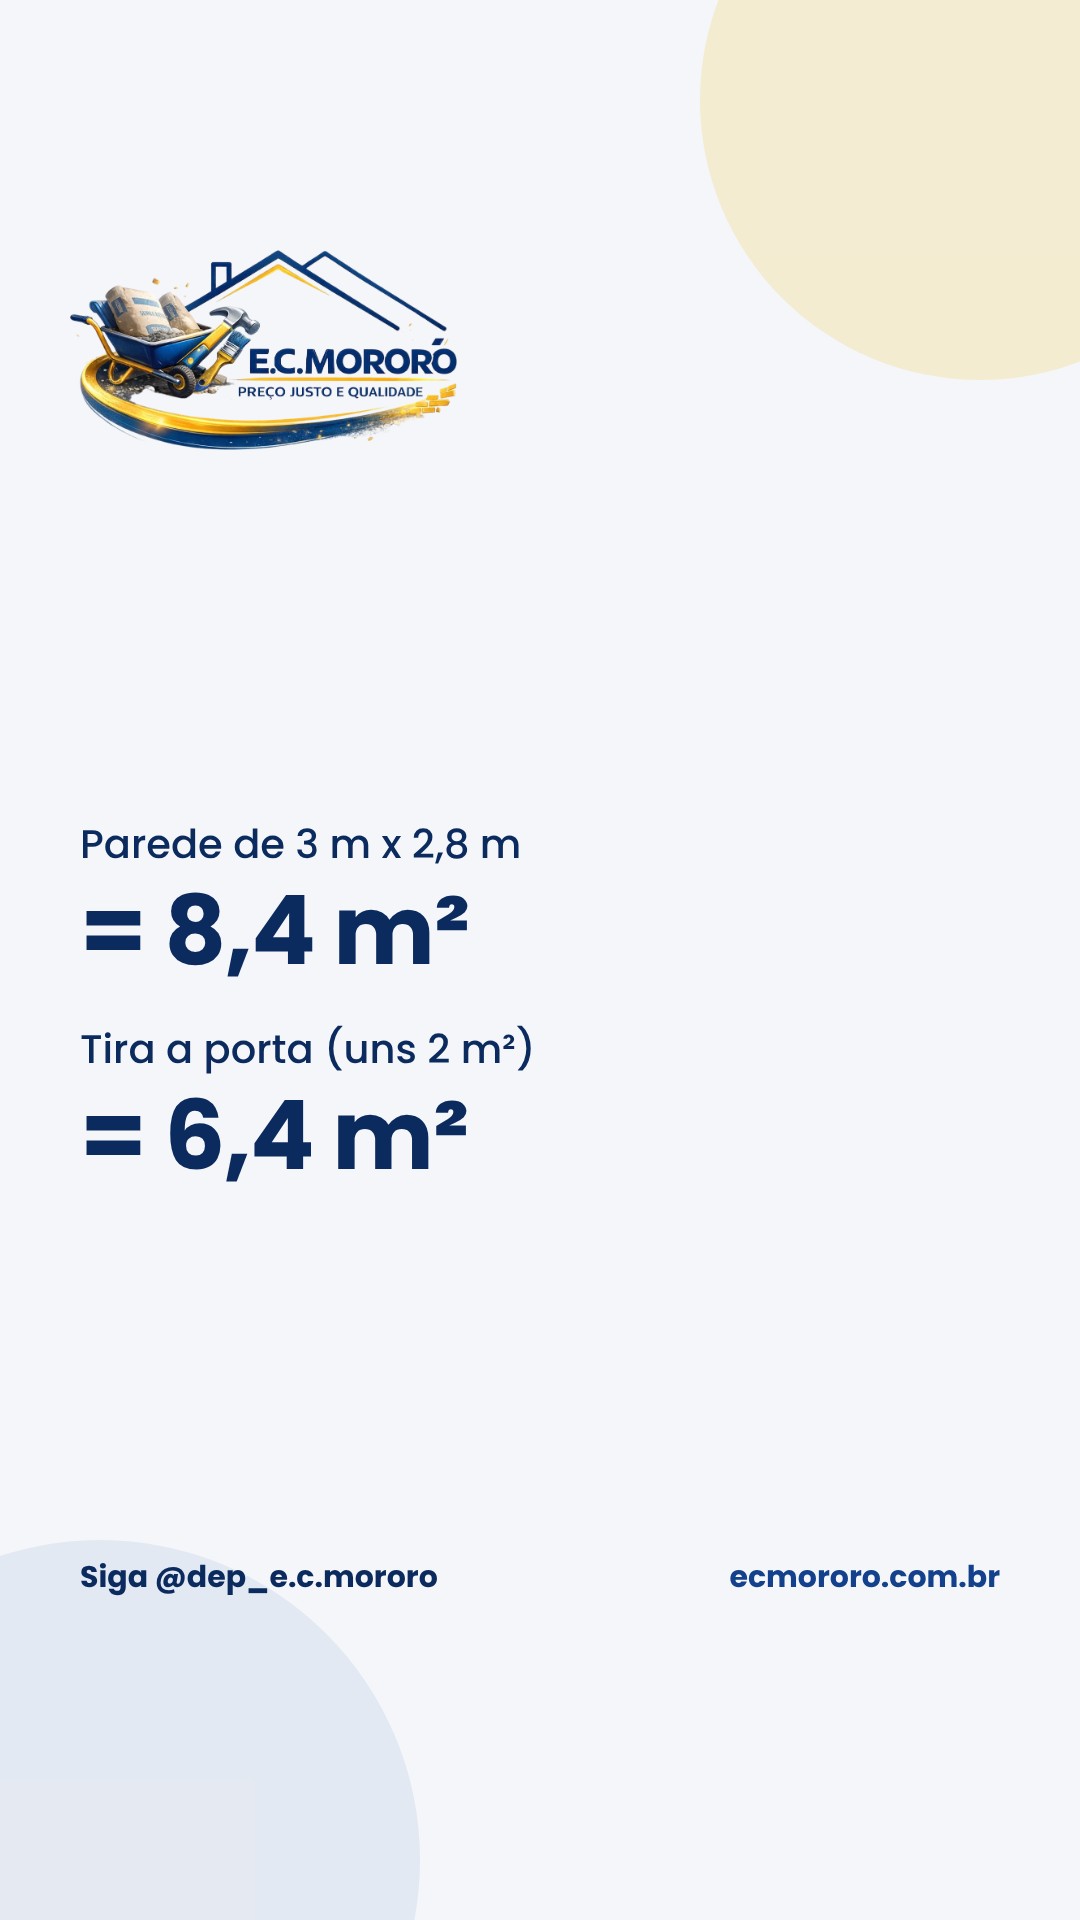 E.C.MORORÓ
PREÇO JUSTO E QUALIDADE
Parede de 3 m x 2,8 m
= 8,4 m²
Tira a porta (uns 2 m²)
= 6,4 m²
Siga @dep_e.c.mororo
ecmororo.com.br